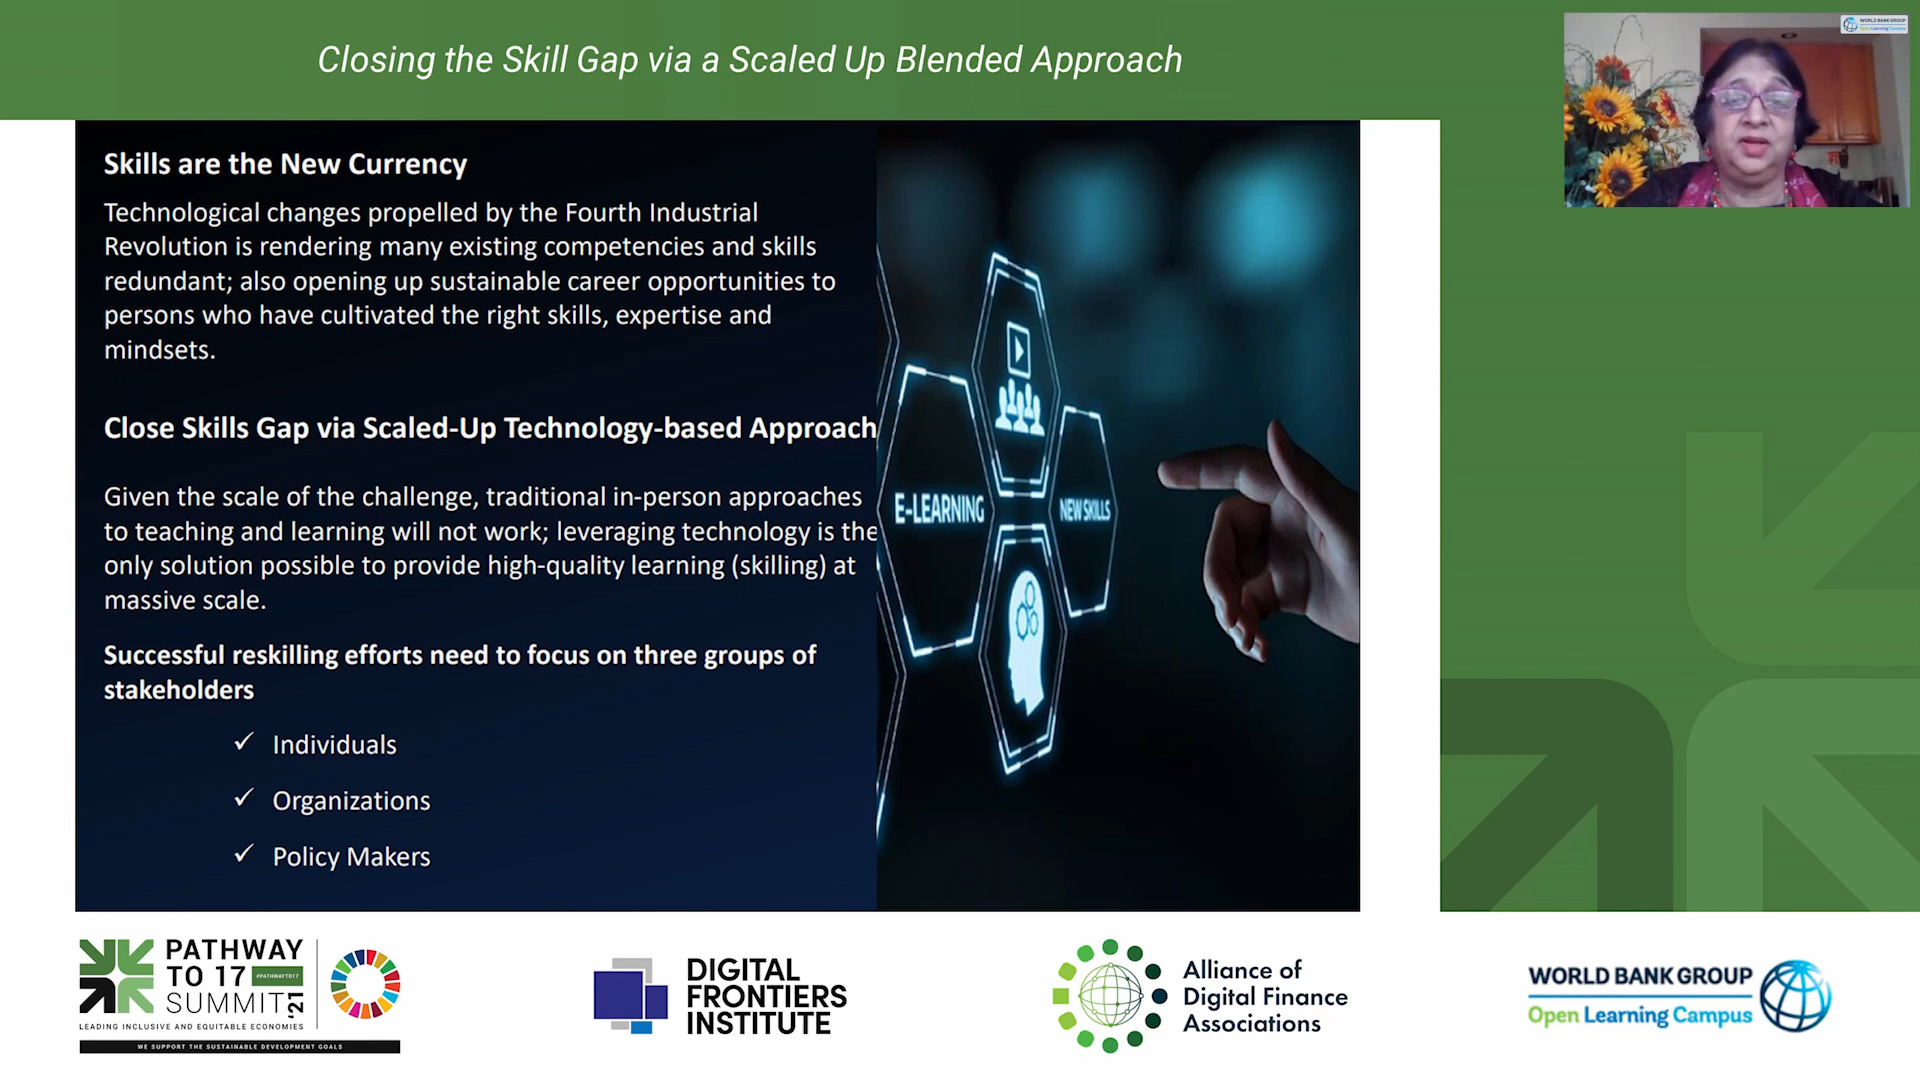 Closing the Skill Gap via a Scaled Up Blended Approach
WORLD BANK GROUP
Open Learning Campus
Skills are the New Currency
Technological changes propelled by the Fourth Industrial
Revolution is rendering many existing competencies and skills
redundant; also opening up sustainable career opportunities to
persons who have cultivated the right skills, expertise and
mindsets.
Close Skills Gap via Scaled-Up Technology-based Approach
Given the scale of the challenge, traditional in-person approaches
to teaching and learning will not work; leveraging technology is the
only solution possible to provide high-quality learning (skilling) at
massive scale.
Successful reskilling efforts need to focus on three groups of
stakeholders
✓ Individuals
✓ Organizations
✓ Policy Makers
E-LEARNING
NEW SKILLS
PATHWAY
TO 17
#PATHWAYTO17
SUMMIT '21
LEADING INCLUSIVE AND EQUITABLE ECONOMIES
WE SUPPORT THE SUSTAINABLE DEVELOPMENT GOALS
DIGITAL
FRONTIERS
INSTITUTE
Alliance of
Digital Finance
Associations
WORLD BANK GROUP
Open Learning Campus